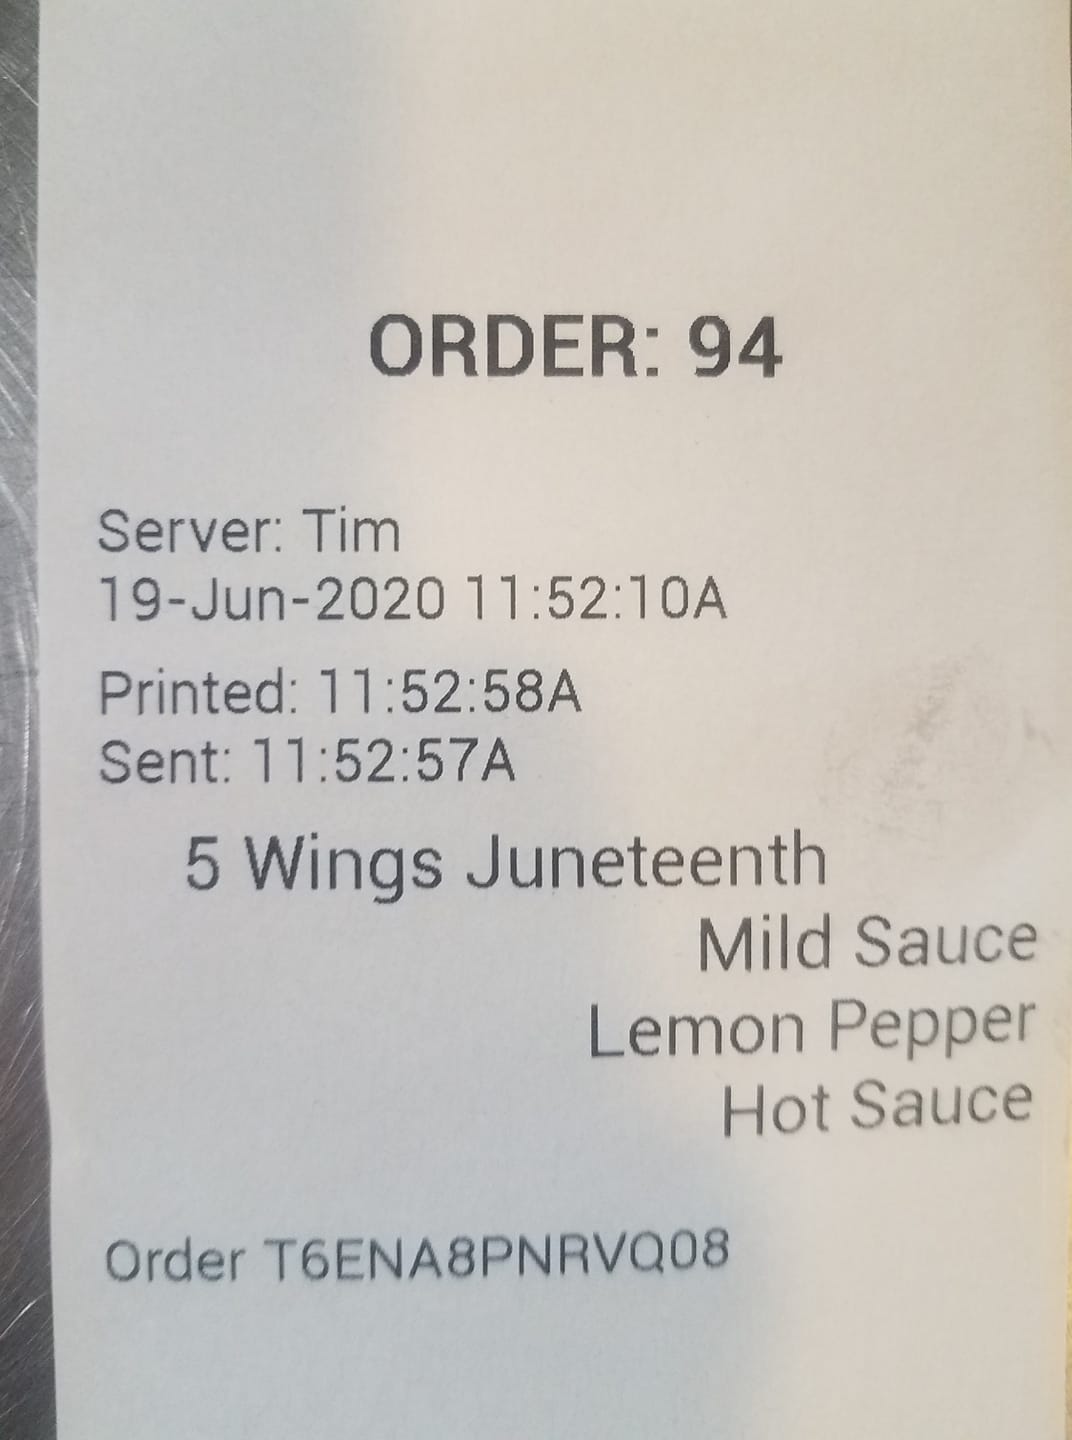 ORDER: 94
Server: Tim
19-Jun-2020 11:52:10A
Printed: 11:52:58A
Sent: 11:52:57A
5 Wings Juneteenth
Mild Sauce
Lemon Pepper
Hot Sauce
Order T6ENA8PNRVQ08